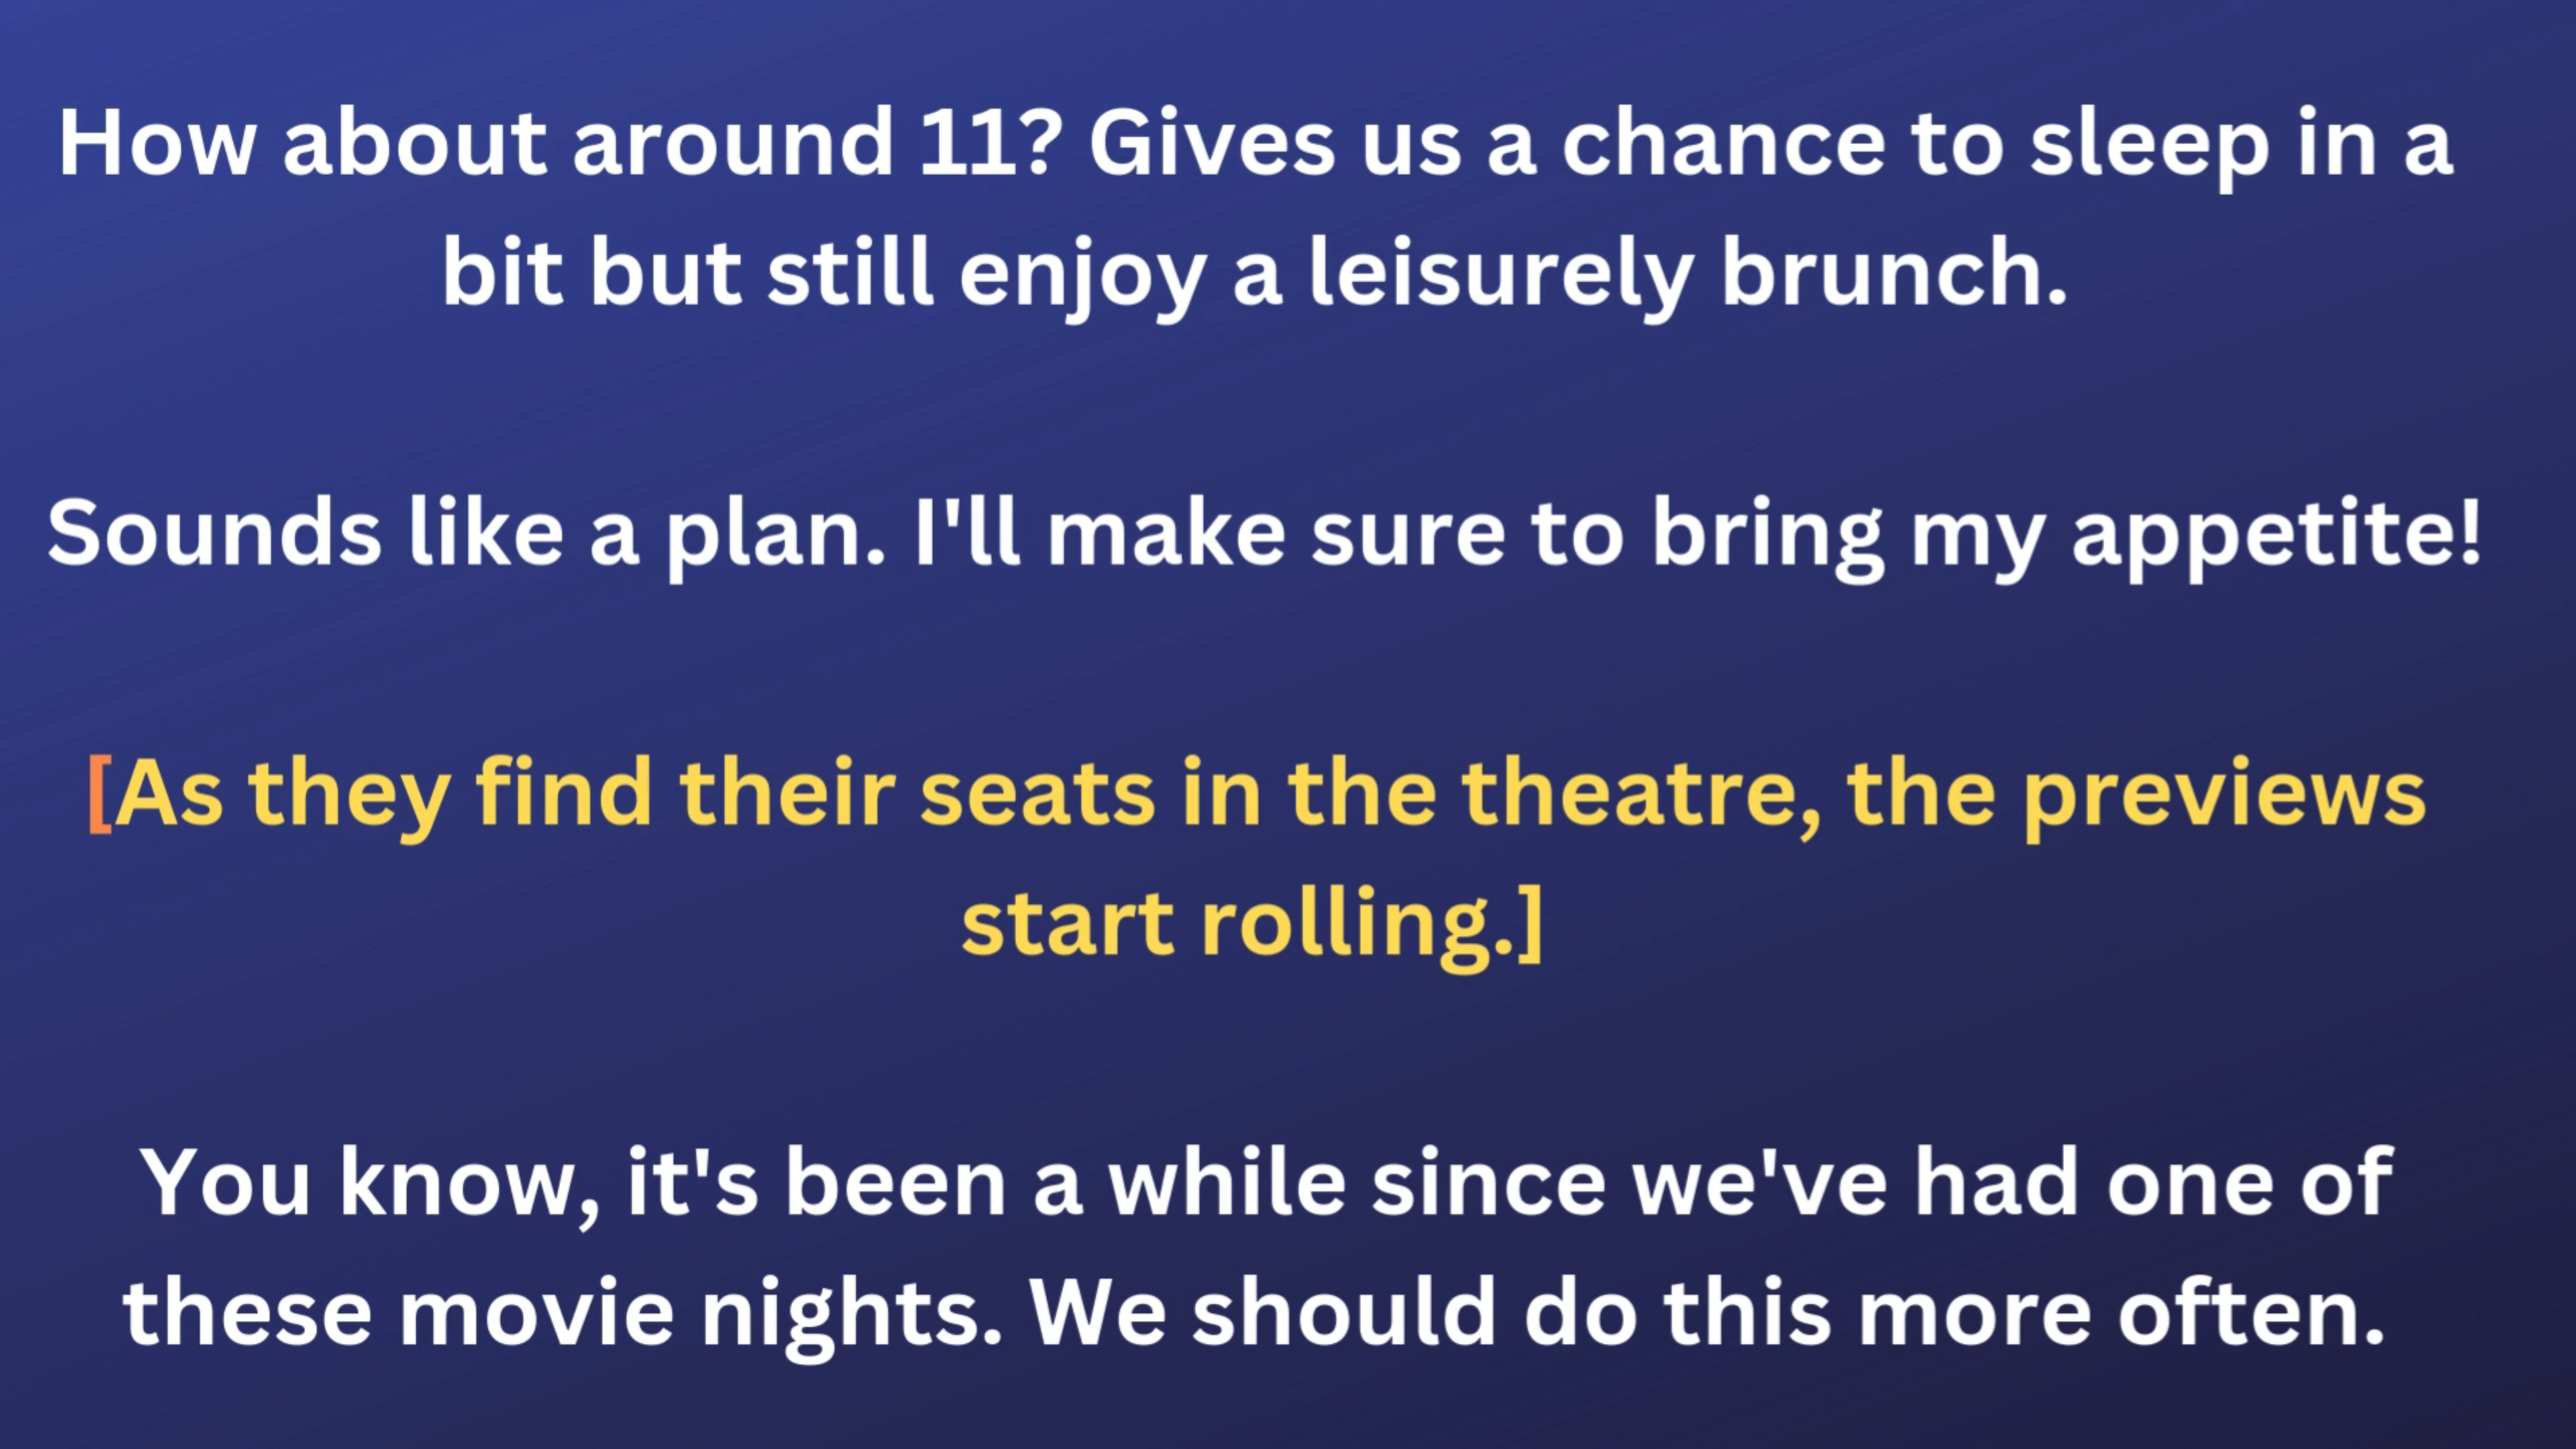 How about around 11? Gives us a chance to sleep in a
bit but still enjoy a leisurely brunch.
Sounds like a plan. I'll make sure to bring my appetite!
[As they find their seats in the theatre, the previews
start rolling.]
You know, it's been a while since we've had one of
these movie nights. We should do this more often.